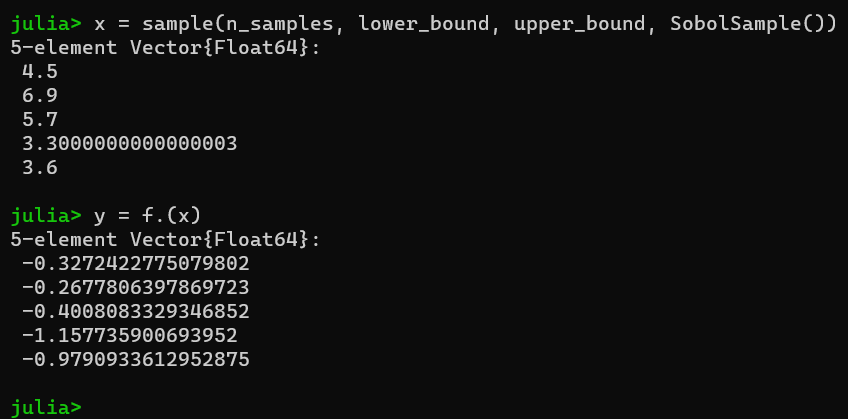 julia> x = sample(n_samples, lower_bound, upper_bound, SobolSample())
5-element Vector{Float64}:
 4.5
 6.9
 5.7
 3.3000000000000003
 3.6
julia> y = f.(x)
5-element Vector{Float64}:
 -0.3272422775079802
 -0.2677806397869723
 -0.4008083329346852
 -1.157735900693952
 -0.9790933612952875
julia>